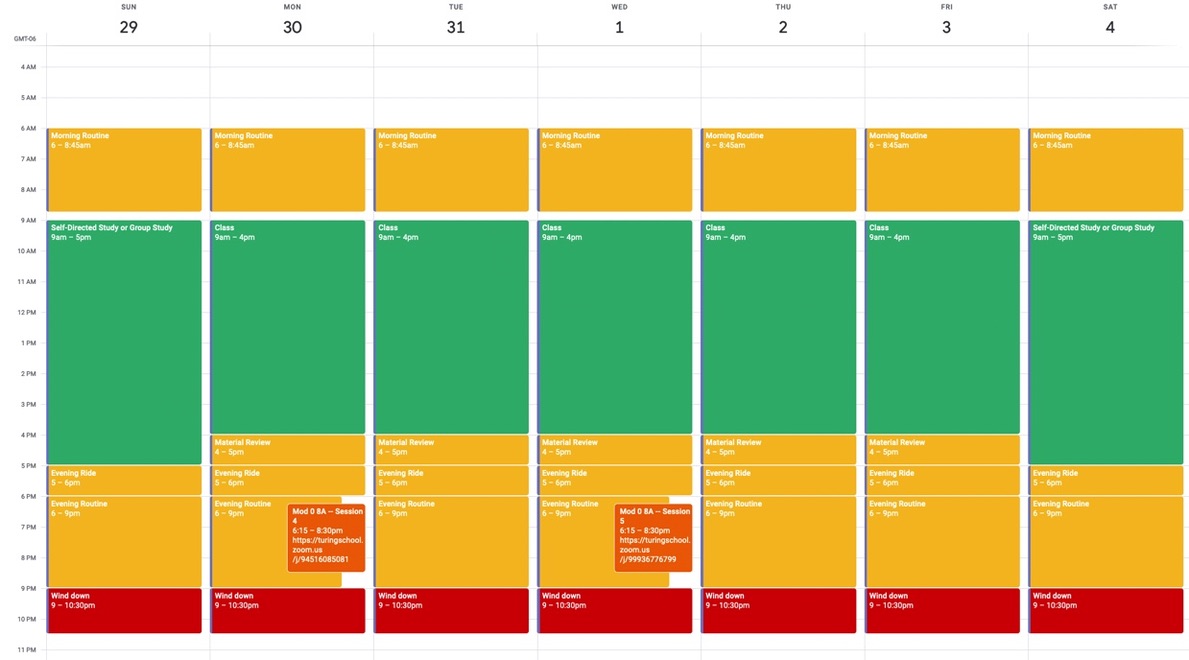 SUN MON TUE WED THU FRI SAT
29 30 31 1 2 3 4
GMT-06
4 AM
5 AM
6 AM
7 AM
8 AM
9 AM
10 AM
11 AM
12 PM
1 PM
2 PM
3 PM
4 PM
5 PM
6 PM
7 PM
8 PM
9 PM
10 PM
11 PM
Morning Routine
6 – 8:45am
Self-Directed Study or Group Study
9am – 5pm
Evening Ride
5 – 6pm
Evening Routine
6 – 9pm
Wind down
9 – 10:30pm
Morning Routine
6 – 8:45am
Class
9am – 4pm
Material Review
4 – 5pm
Evening Ride
5 – 6pm
Evening Routine
6 – 9pm
Mod 0 8A -- Session
4
6:15 – 8:30pm
https://turingschool.
zoom.us
/j/94516085081
Wind down
9 – 10:30pm
Morning Routine
6 – 8:45am
Class
9am – 4pm
Material Review
4 – 5pm
Evening Ride
5 – 6pm
Evening Routine
6 – 9pm
Wind down
9 – 10:30pm
Morning Routine
6 – 8:45am
Class
9am – 4pm
Material Review
4 – 5pm
Evening Ride
5 – 6pm
Evening Routine
6 – 9pm
Mod 0 8A -- Session
5
6:15 – 8:30pm
https://turingschool.
zoom.us
/j/99936776799
Wind down
9 – 10:30pm
Morning Routine
6 – 8:45am
Class
9am – 4pm
Material Review
4 – 5pm
Evening Ride
5 – 6pm
Evening Routine
6 – 9pm
Wind down
9 – 10:30pm
Morning Routine
6 – 8:45am
Class
9am – 4pm
Material Review
4 – 5pm
Evening Ride
5 – 6pm
Evening Routine
6 – 9pm
Wind down
9 – 10:30pm
Morning Routine
6 – 8:45am
Self-Directed Study or Group Study
9am – 5pm
Evening Ride
5 – 6pm
Evening Routine
6 – 9pm
Wind down
9 – 10:30pm